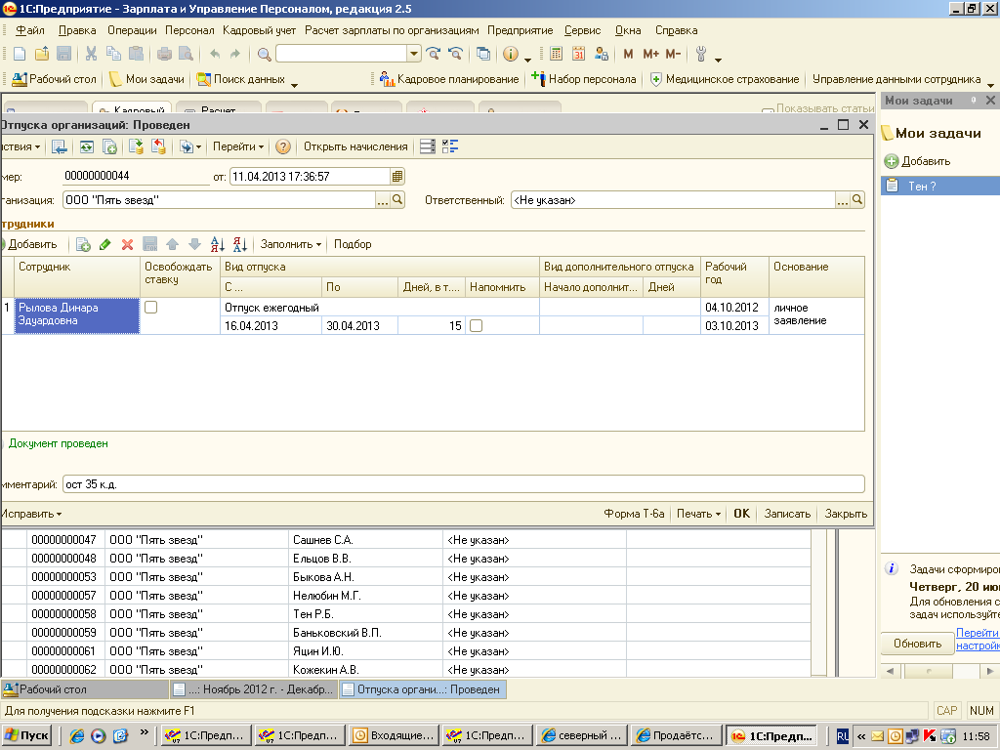 1С:Предприятие - Зарплата и Управление Персоналом, редакция 2.5
Файл Правка Операции Персонал Кадровый учет Расчет зарплаты по организациям Предприятие Сервис Окна Справка
M M+ M-
Рабочий стол Мои задачи Поиск данных Кадровое планирование Набор персонала Медицинское страхование Управление данными сотрудника
Кадровый Расчет Показывать статьи Мои задачи
Отпуска организаций: Проведен
Мои задачи
ствия Перейти Открыть начисления
Добавить
мер: 00000000044 от: 11.04.2013 17:36:57
Тен ?
ганизация: ООО "Пять звезд" ... Ответственный: <Не указан> ...
трудники
Добавить Заполнить Подбор
Сотрудник Освобождать ставку Вид отпуска Вид дополнительного отпуска Рабочий год Основание
С ... По Дней, в т.... Напомнить Начало дополнит... Дней
1 Рылова Динара Эдуардовна Отпуск ежегодный 04.10.2012 личное заявление
16.04.2013 30.04.2013 15 03.10.2013
Документ проведен
мментарий: ост 35 к.д.
Исправить Форма Т-6а Печать OK Записать Закрыть
00000000047 ООО "Пять звезд" Сашнев С.А. <Не указан>
00000000048 ООО "Пять звезд" Ельцов В.В. <Не указан>
00000000053 ООО "Пять звезд" Быкова А.Н. <Не указан>
00000000057 ООО "Пять звезд" Нелюбин М.Г. <Не указан>
00000000058 ООО "Пять звезд" Тен Р.Б. <Не указан>
00000000059 ООО "Пять звезд" Баньковский В.П. <Не указан>
00000000061 ООО "Пять звезд" Яцин И.Ю. <Не указан>
00000000062 ООО "Пять звезд" Кожекин А.В. <Не указан>
Задачи сформиро
Четверг, 20 ию
Для обновления с
задач используйте
Обновить Перейти
настройк
Рабочий стол ...: Ноябрь 2012 г. - Декабр... Отпуска органи...: Проведен
Для получения подсказки нажмите F1 CAP NUM
Пуск » 1С:Предп... 1С:Предп... Входящие... 1С:Предп... северный ... Продаётс... 1С:Предп... RU « 11:58